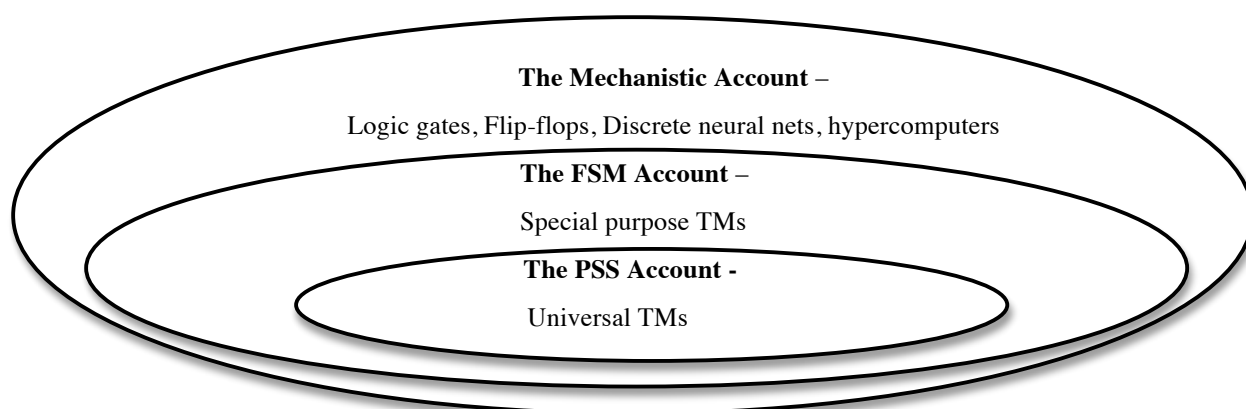 The Mechanistic Account –
Logic gates, Flip-flops, Discrete neural nets, hypercomputers
The FSM Account –
Special purpose TMs
The PSS Account -
Universal TMs